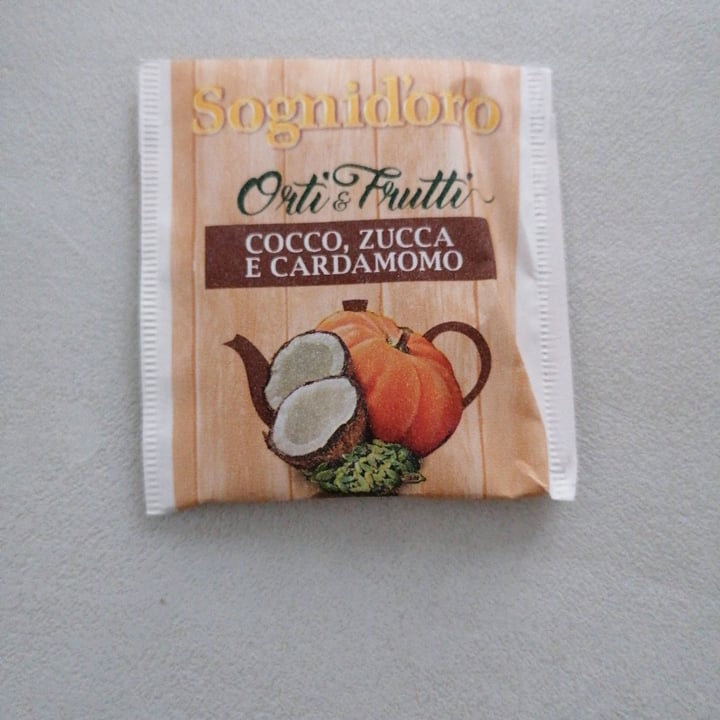 Sognid'oro
Orti & Frutti
COCCO, ZUCCA
E CARDAMOMO